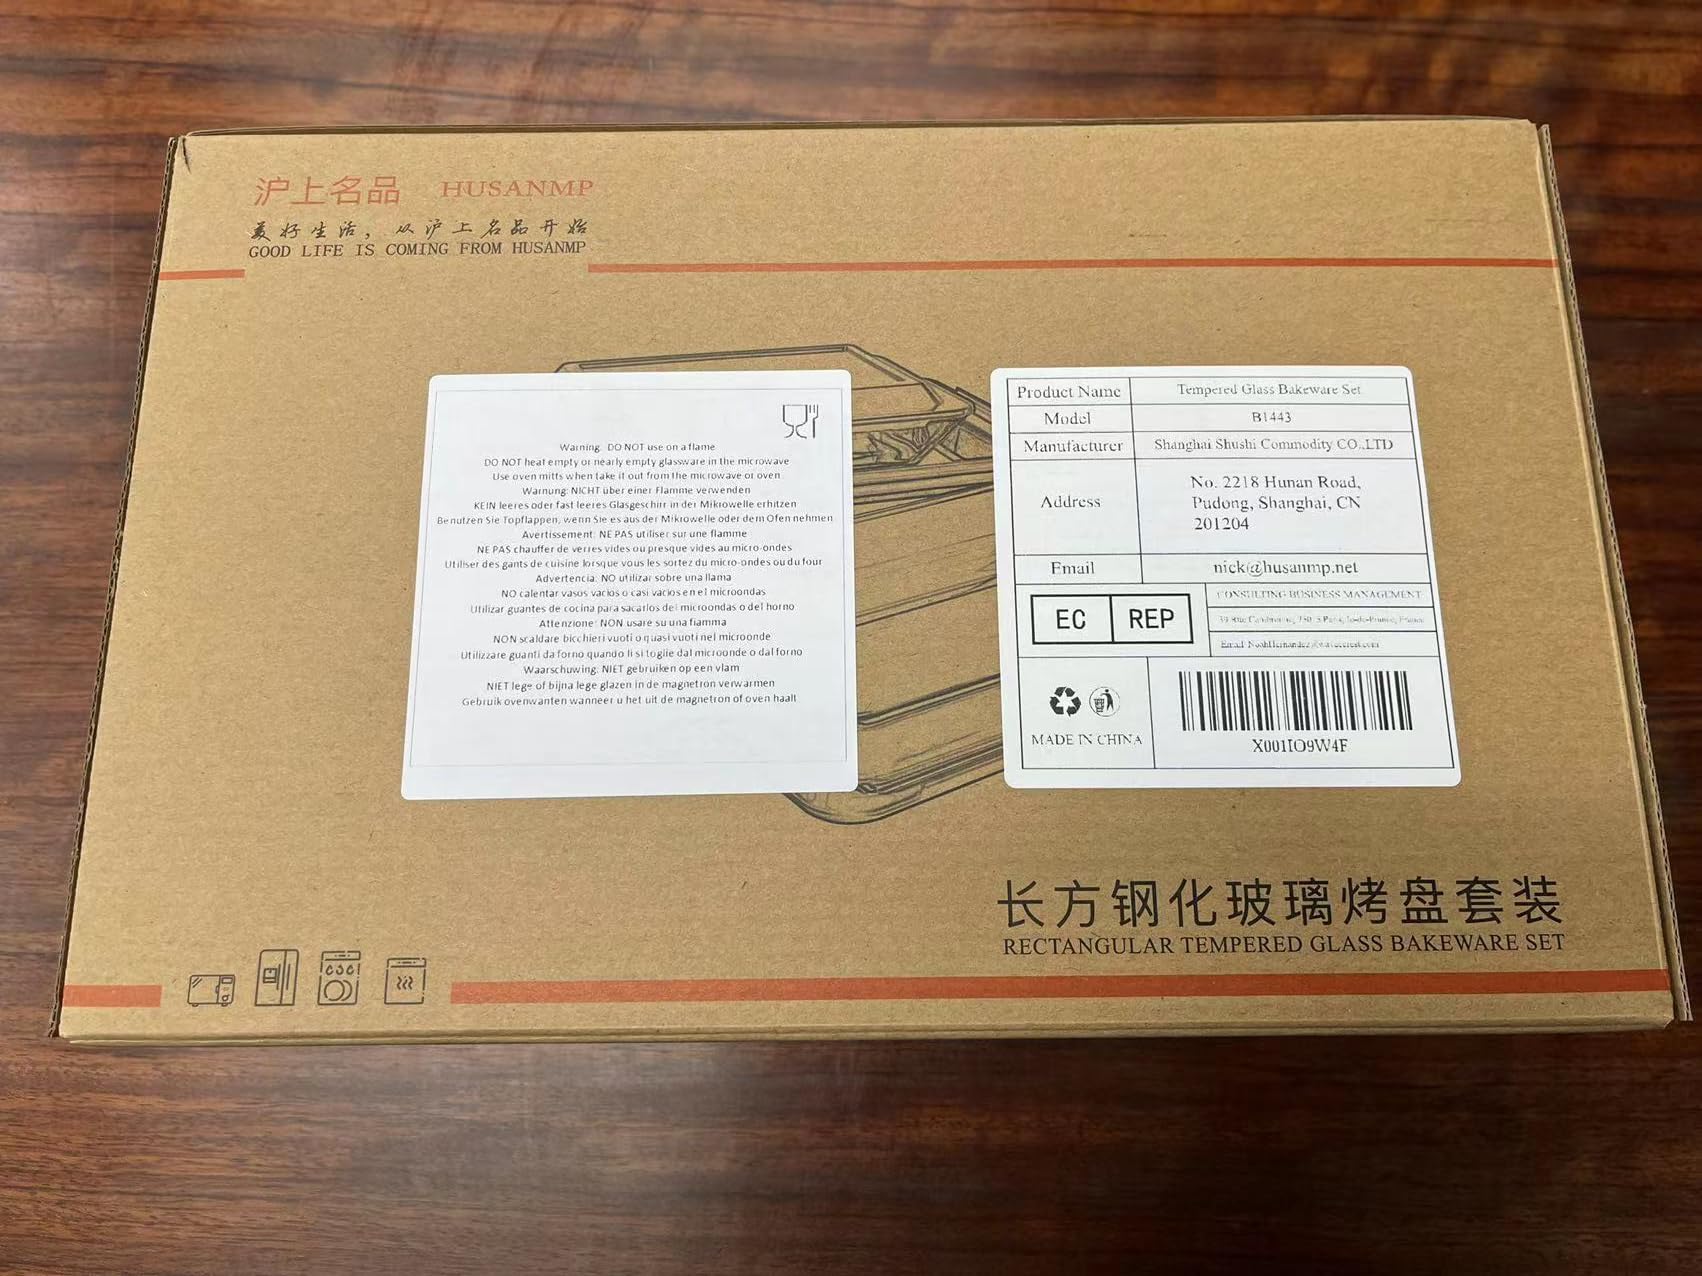 沪上名品 HUSANMP
美好生活，从沪上名品开始
GOOD LIFE IS COMING FROM HUSANMP
Warning: DO NOT use on a flame
DO NOT heat empty or nearly empty glassware in the microwave
Use oven mitts when take it out from the microwave or oven
Warnung: NICHT über einer Flamme verwenden
KEIN leeres oder fast leeres Glasgeschirr in der Mikrowelle erhitzen
Benutzen Sie Topflappen, wenn Sie es aus der Mikrowelle oder dem Ofen nehmen
Avertissement: NE PAS utiliser sur une flamme
NE PAS chauffer de verres vides ou presque vides au micro-ondes
Utiliser des gants de cuisine lorsque vous les sortez du micro-ondes ou du four
Advertencia: NO utilizar sobre una llama
NO calentar vasos vacíos o casi vacíos en el microondas
Utilizar guantes de cocina para sacarlos del microondas o del horno
Attenzione: NON usare su una fiamma
NON scaldare bicchieri vuoti o quasi vuoti nel microonde
Utilizzare guanti da forno quando li si toglie dal microonde o dal forno
Waarschuwing: NIET gebruiken op een vlam
NIET lege of bijna lege glazen in de magnetron verwarmen
Gebruik ovenwanten wanneer u het uit de magnetron of oven haalt
Product Name Tempered Glass Bakeware Set
Model B1443
Manufacturer Shanghai Shushi Commodity CO.,LTD
Address No. 2218 Hunan Road,
Pudong, Shanghai, CN
201204
Email nick@husanmp.net
EC REP
CONSULTING BUSINESS MANAGEMENT
39 Rue France
Email
MADE IN CHINA
X001IO9W4F
长方钢化玻璃烤盘套装
RECTANGULAR TEMPERED GLASS BAKEWARE SET